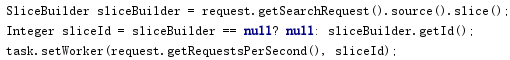 SliceBuilder sliceBuilder = request.getSearchRequest().source().slice();
Integer sliceId = sliceBuilder == null? null: sliceBuilder.getId();
task.setWorker(request.getRequestsPerSecond(), sliceId);